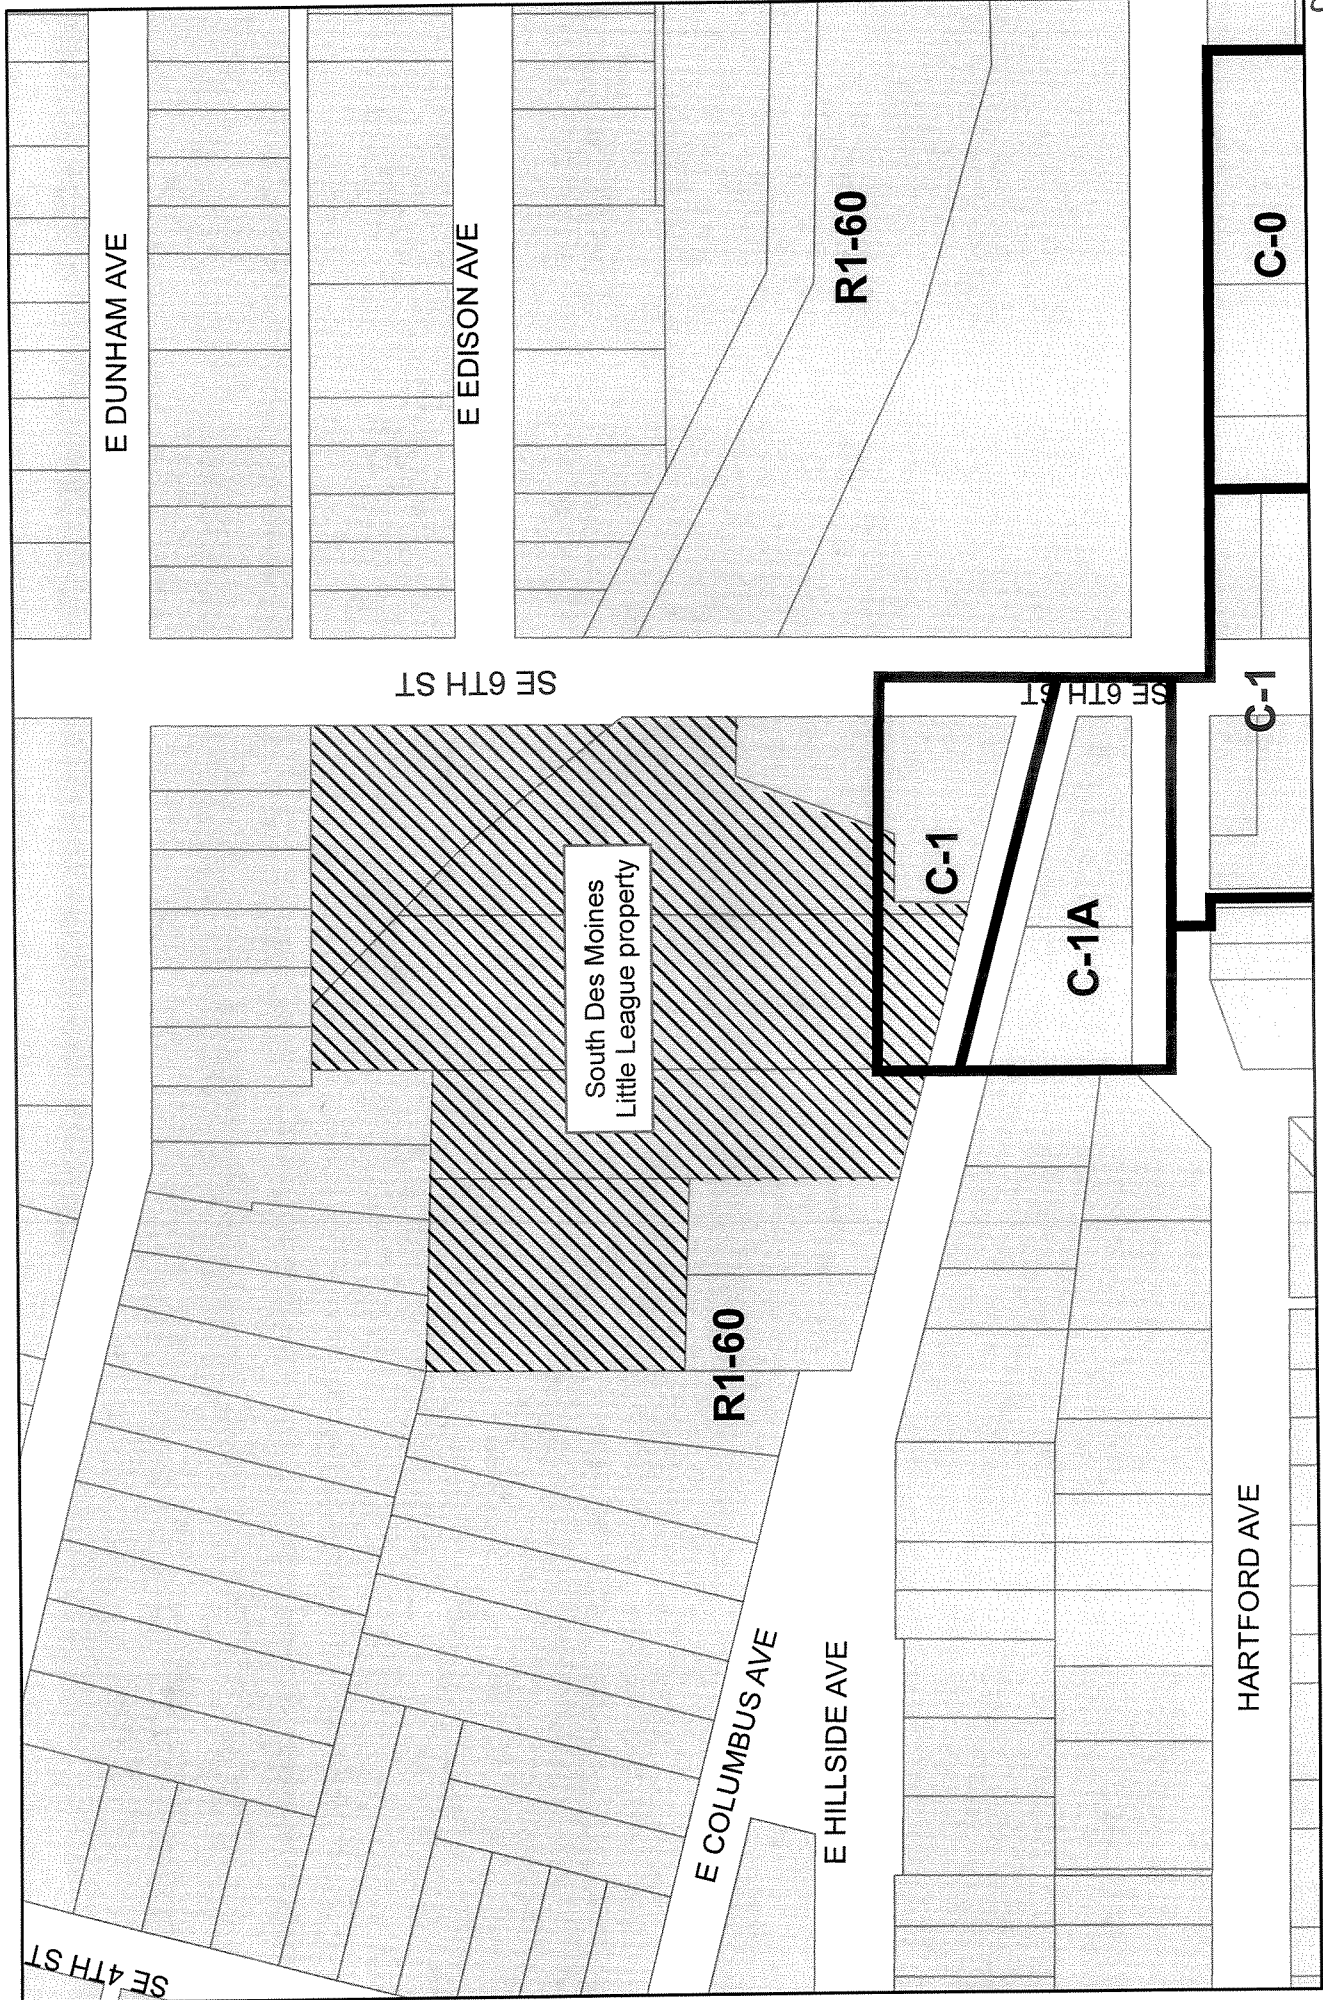 E DUNHAM AVE
E EDISON AVE
R1-60
C-0
SE 6TH ST
SE 6TH ST
C-1
C-1
C-1A
South Des Moines
Little League property
R1-60
SE 4TH ST
E COLUMBUS AVE
E HILLSIDE AVE
HARTFORD AVE